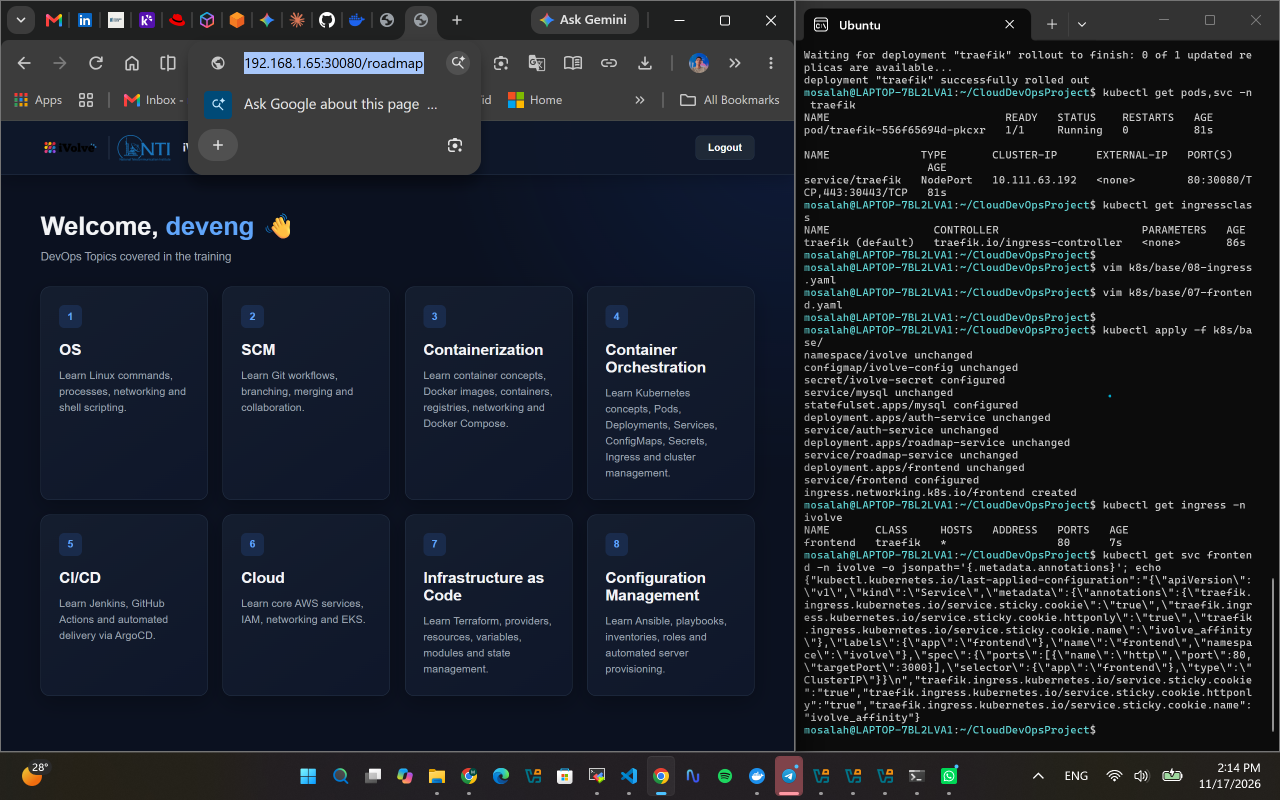 Ask Gemini
192.168.1.65:30080/roadmap
Ask Google about this page ...
Apps
Inbox -
id
Home
All Bookmarks
iVolve
NTI
Logout
Welcome, deveng 👋
DevOps Topics covered in the training
1
OS
Learn Linux commands,
processes, networking and
shell scripting.
2
SCM
Learn Git workflows,
branching, merging and
collaboration.
3
Containerization
Learn container concepts,
Docker images, containers,
registries, networking and
Docker Compose.
4
Container
Orchestration
Learn Kubernetes
concepts, Pods,
Deployments, Services,
ConfigMaps, Secrets,
Ingress and cluster
management.
5
CI/CD
Learn Jenkins, GitHub
Actions and automated
delivery via ArgoCD.
6
Cloud
Learn core AWS services,
IAM, networking and EKS.
7
Infrastructure as
Code
Learn Terraform, providers,
resources, variables,
modules and state
management.
8
Configuration
Management
Learn Ansible, playbooks,
inventories, roles and
automated server
provisioning.
Ubuntu
Waiting for deployment "traefik" rollout to finish: 0 of 1 updated re
plicas are available...
deployment "traefik" successfully rolled out
mosalah@LAPTOP-7BL2LVA1:~/CloudDevOpsProject$ kubectl get pods,svc -n
 traefik
NAME READY STATUS RESTARTS AGE
pod/traefik-556f65694d-pkcxr 1/1 Running 0 81s
NAME TYPE CLUSTER-IP EXTERNAL-IP PORT(S)
AGE
service/traefik NodePort 10.111.63.192 <none> 80:30080/T
CP,443:30443/TCP 81s
mosalah@LAPTOP-7BL2LVA1:~/CloudDevOpsProject$ kubectl get ingressclas
s
NAME CONTROLLER PARAMETERS AGE
traefik (default) traefik.io/ingress-controller <none> 86s
mosalah@LAPTOP-7BL2LVA1:~/CloudDevOpsProject$
mosalah@LAPTOP-7BL2LVA1:~/CloudDevOpsProject$ vim k8s/base/08-ingress
.yaml
mosalah@LAPTOP-7BL2LVA1:~/CloudDevOpsProject$ vim k8s/base/07-fronten
d.yaml
mosalah@LAPTOP-7BL2LVA1:~/CloudDevOpsProject$
mosalah@LAPTOP-7BL2LVA1:~/CloudDevOpsProject$ kubectl apply -f k8s/ba
se/
namespace/ivolve unchanged
configmap/ivolve-config unchanged
secret/ivolve-secret configured
service/mysql unchanged
statefulset.apps/mysql configured
deployment.apps/auth-service unchanged
service/auth-service unchanged
deployment.apps/roadmap-service unchanged
service/roadmap-service unchanged
deployment.apps/frontend unchanged
service/frontend configured
ingress.networking.k8s.io/frontend created
mosalah@LAPTOP-7BL2LVA1:~/CloudDevOpsProject$ kubectl get ingress -n
ivolve
NAME CLASS HOSTS ADDRESS PORTS AGE
frontend traefik * 80 7s
mosalah@LAPTOP-7BL2LVA1:~/CloudDevOpsProject$ kubectl get svc fronten
d -n ivolve -o jsonpath='{.metadata.annotations}'; echo
{"kubectl.kubernetes.io/last-applied-configuration":"{\"apiVersion\":
\"v1\",\"kind\":\"Service\",\"metadata\":{\"annotations\":{\"traefik.
ingress.kubernetes.io/service.sticky.cookie\":\"true\",\"traefik.ingr
ess.kubernetes.io/service.sticky.cookie.httponly\":\"true\",\"traefik
.ingress.kubernetes.io/service.sticky.cookie.name\":\"ivolve_affinity
\"},\"labels\":{\"app\":\"frontend\"},\"name\":\"frontend\",\"namespa
ce\":\"ivolve\"},\"spec\":{\"ports\":[{\"name\":\"http\",\"port\":80,
\"targetPort\":3000}],\"selector\":{\"app\":\"frontend\"},\"type\":\"
ClusterIP\"}}\n","traefik.ingress.kubernetes.io/service.sticky.cookie
":"true","traefik.ingress.kubernetes.io/service.sticky.cookie.httponl
y":"true","traefik.ingress.kubernetes.io/service.sticky.cookie.name":
"ivolve_affinity"}
mosalah@LAPTOP-7BL2LVA1:~/CloudDevOpsProject$
28°
ENG
2:14 PM
11/17/2026